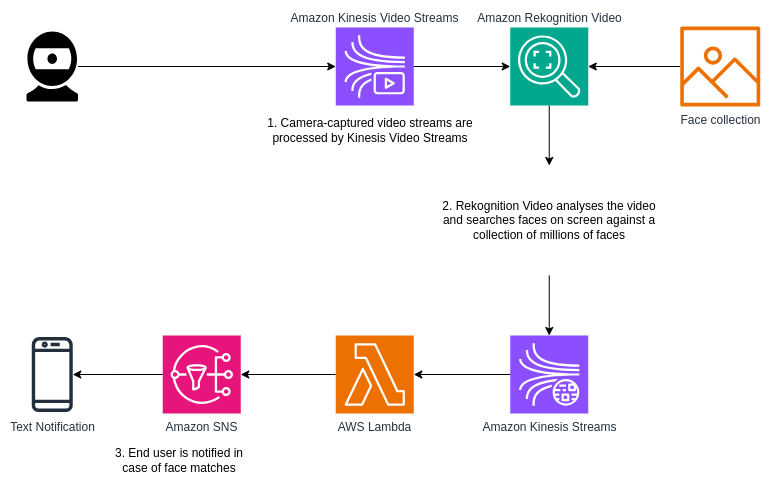 Amazon Kinesis Video Streams
Amazon Rekognition Video
1. Camera-captured video streams are
processed by Kinesis Video Streams
Face collection
2. Rekognition Video analyses the video
and searches faces on screen against a
collection of millions of faces
Text Notification
Amazon SNS
AWS Lambda
Amazon Kinesis Streams
3. End user is notified in
case of face matches